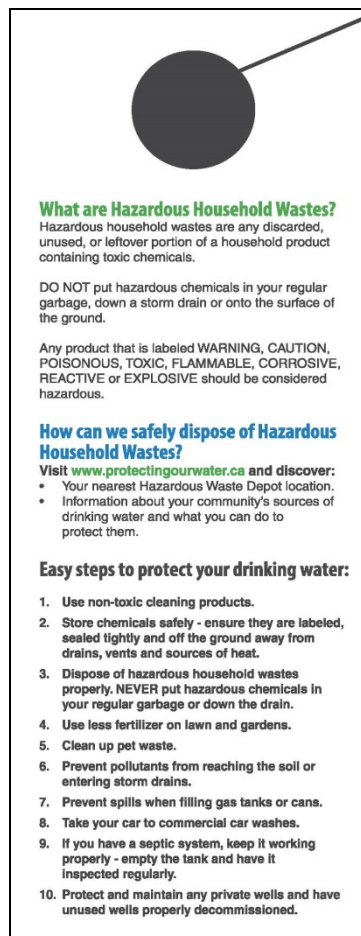 What are Hazardous Household Wastes?
Hazardous household wastes are any discarded,
unused, or leftover portion of a household product
containing toxic chemicals.
DO NOT put hazardous chemicals in your regular
garbage, down a storm drain or onto the surface of
the ground.
Any product that is labeled WARNING, CAUTION,
POISONOUS, TOXIC, FLAMMABLE, CORROSIVE,
REACTIVE or EXPLOSIVE should be considered
hazardous.
How can we safely dispose of Hazardous
Household Wastes?
Visit www.protectingourwater.ca and discover:
• Your nearest Hazardous Waste Depot location.
• Information about your community's sources of
drinking water and what you can do to
protect them.
Easy steps to protect your drinking water:
1. Use non-toxic cleaning products.
2. Store chemicals safely - ensure they are labeled,
sealed tightly and off the ground away from
drains, vents and sources of heat.
3. Dispose of hazardous household wastes
properly. NEVER put hazardous chemicals in
your regular garbage or down the drain.
4. Use less fertilizer on lawn and gardens.
5. Clean up pet waste.
6. Prevent pollutants from reaching the soil or
entering storm drains.
7. Prevent spills when filling gas tanks or cans.
8. Take your car to commercial car washes.
9. If you have a septic system, keep it working
properly - empty the tank and have it
inspected regularly.
10. Protect and maintain any private wells and have
unused wells properly decommissioned.